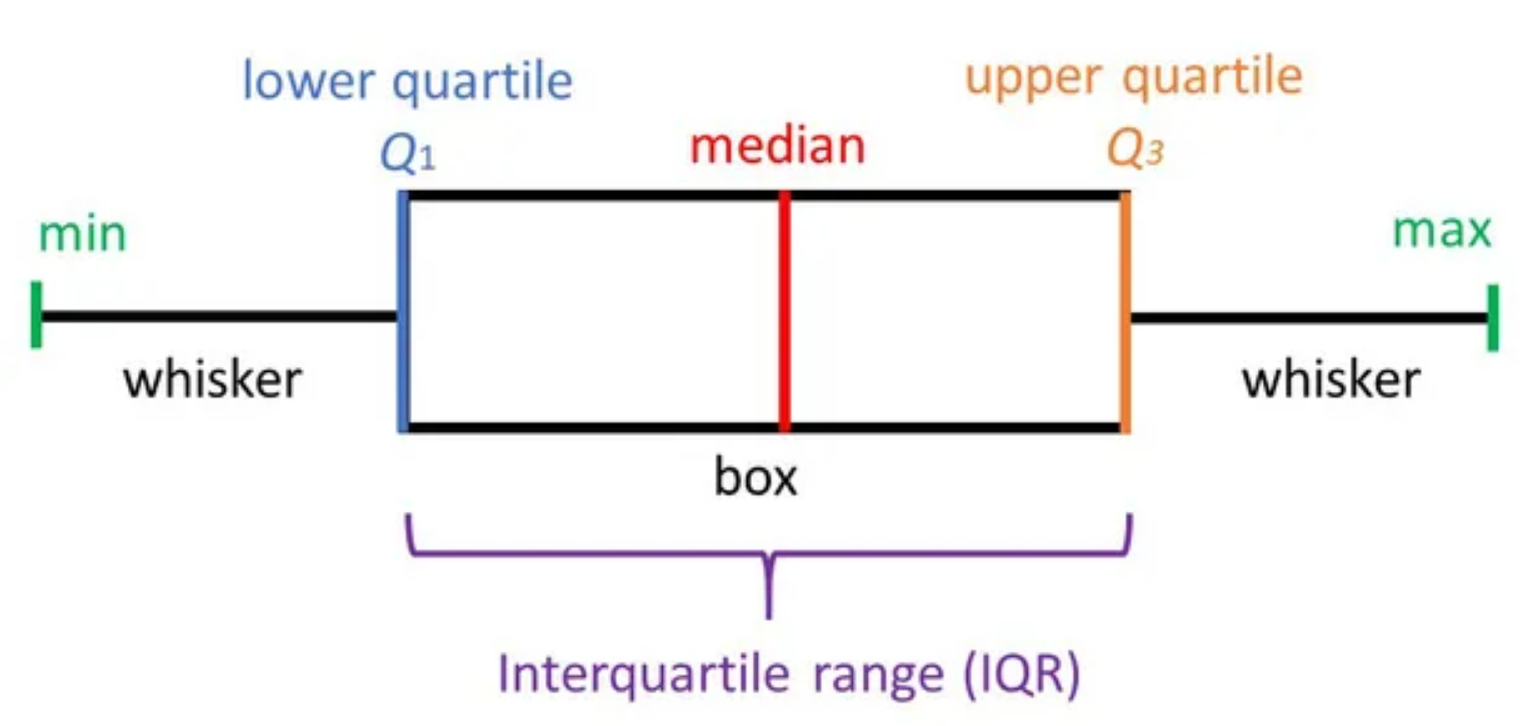 lower quartile
Q1
median
upper quartile
Q3
min
max
whisker
whisker
box
Interquartile range (IQR)